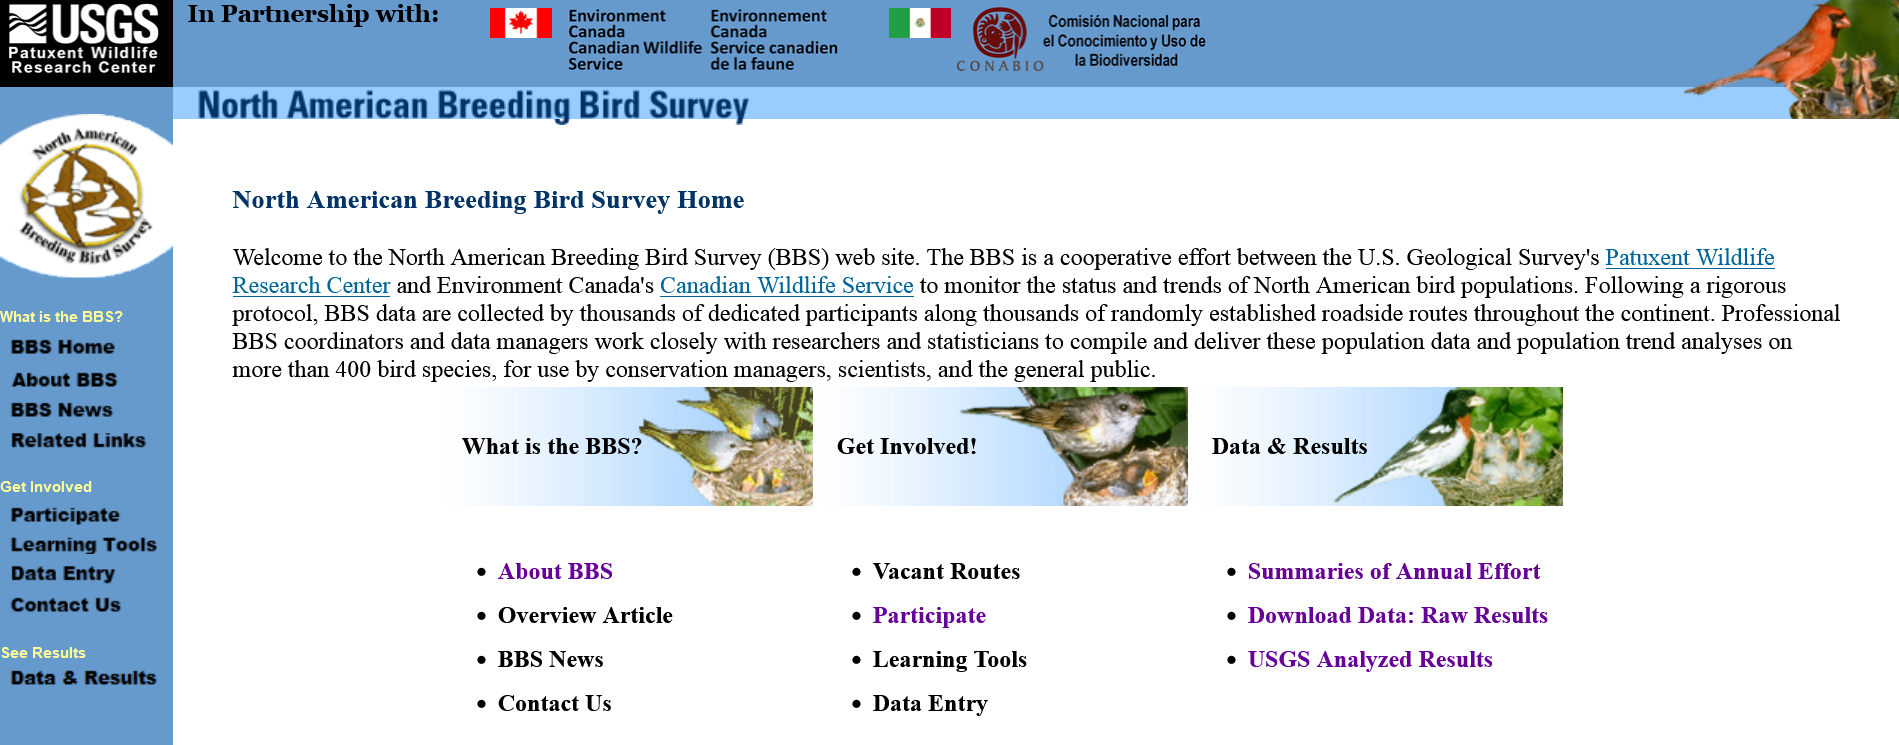 USGS
Patuxent Wildlife
Research Center
In Partnership with:
Environment
Canada
Canadian Wildlife
Service
Environnement
Canada
Service canadien
de la faune
CONABIO
Comisión Nacional para
el Conocimiento y Uso de
la Biodiversidad
North American Breeding Bird Survey
North American
Breeding Bird Survey
What is the BBS?
BBS Home
About BBS
BBS News
Related Links
Get Involved
Participate
Learning Tools
Data Entry
Contact Us
See Results
Data & Results
North American Breeding Bird Survey Home
Welcome to the North American Breeding Bird Survey (BBS) web site. The BBS is a cooperative effort between the U.S. Geological Survey's Patuxent Wildlife
Research Center and Environment Canada's Canadian Wildlife Service to monitor the status and trends of North American bird populations. Following a rigorous
protocol, BBS data are collected by thousands of dedicated participants along thousands of randomly established roadside routes throughout the continent. Professional
BBS coordinators and data managers work closely with researchers and statisticians to compile and deliver these population data and population trend analyses on
more than 400 bird species, for use by conservation managers, scientists, and the general public.
What is the BBS?
About BBS
Overview Article
BBS News
Contact Us
Get Involved!
Vacant Routes
Participate
Learning Tools
Data Entry
Data & Results
Summaries of Annual Effort
Download Data: Raw Results
USGS Analyzed Results